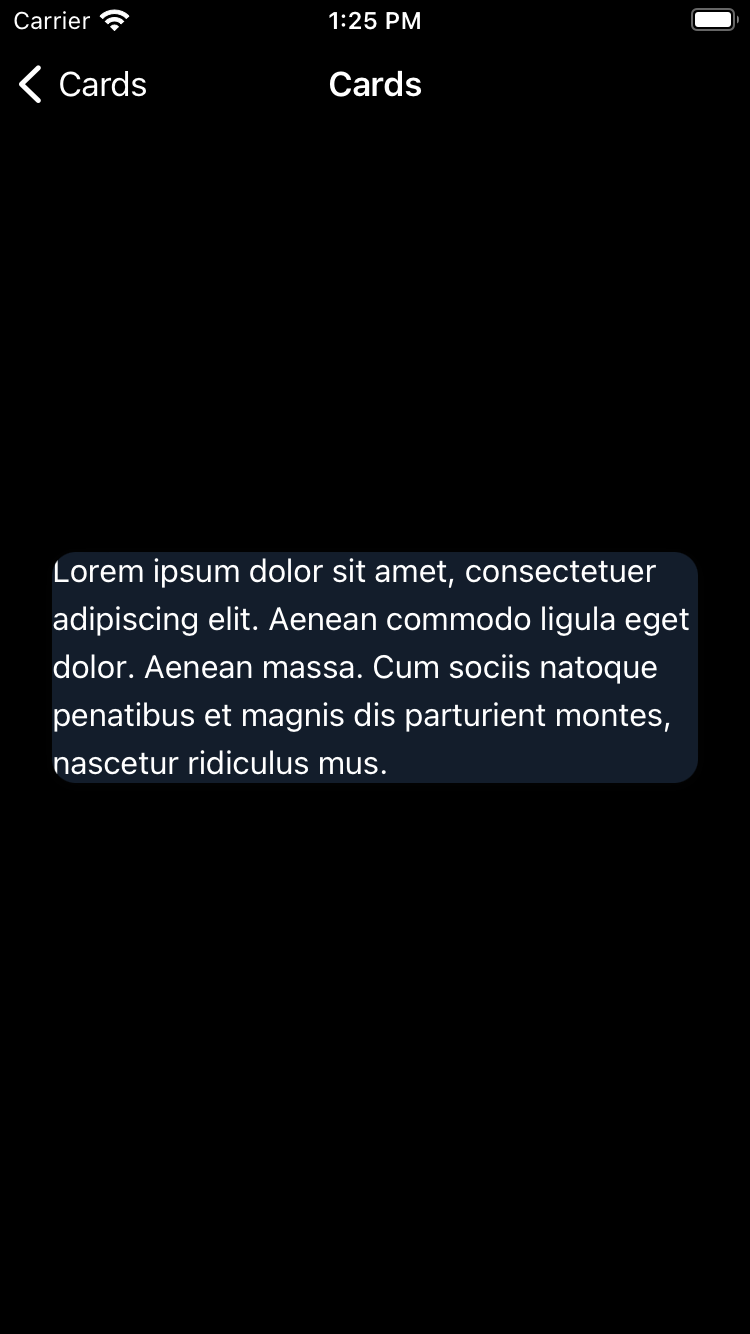 Carrier
1:25 PM
Cards
Cards
Lorem ipsum dolor sit amet, consectetuer
adipiscing elit. Aenean commodo ligula eget
dolor. Aenean massa. Cum sociis natoque
penatibus et magnis dis parturient montes,
nascetur ridiculus mus.